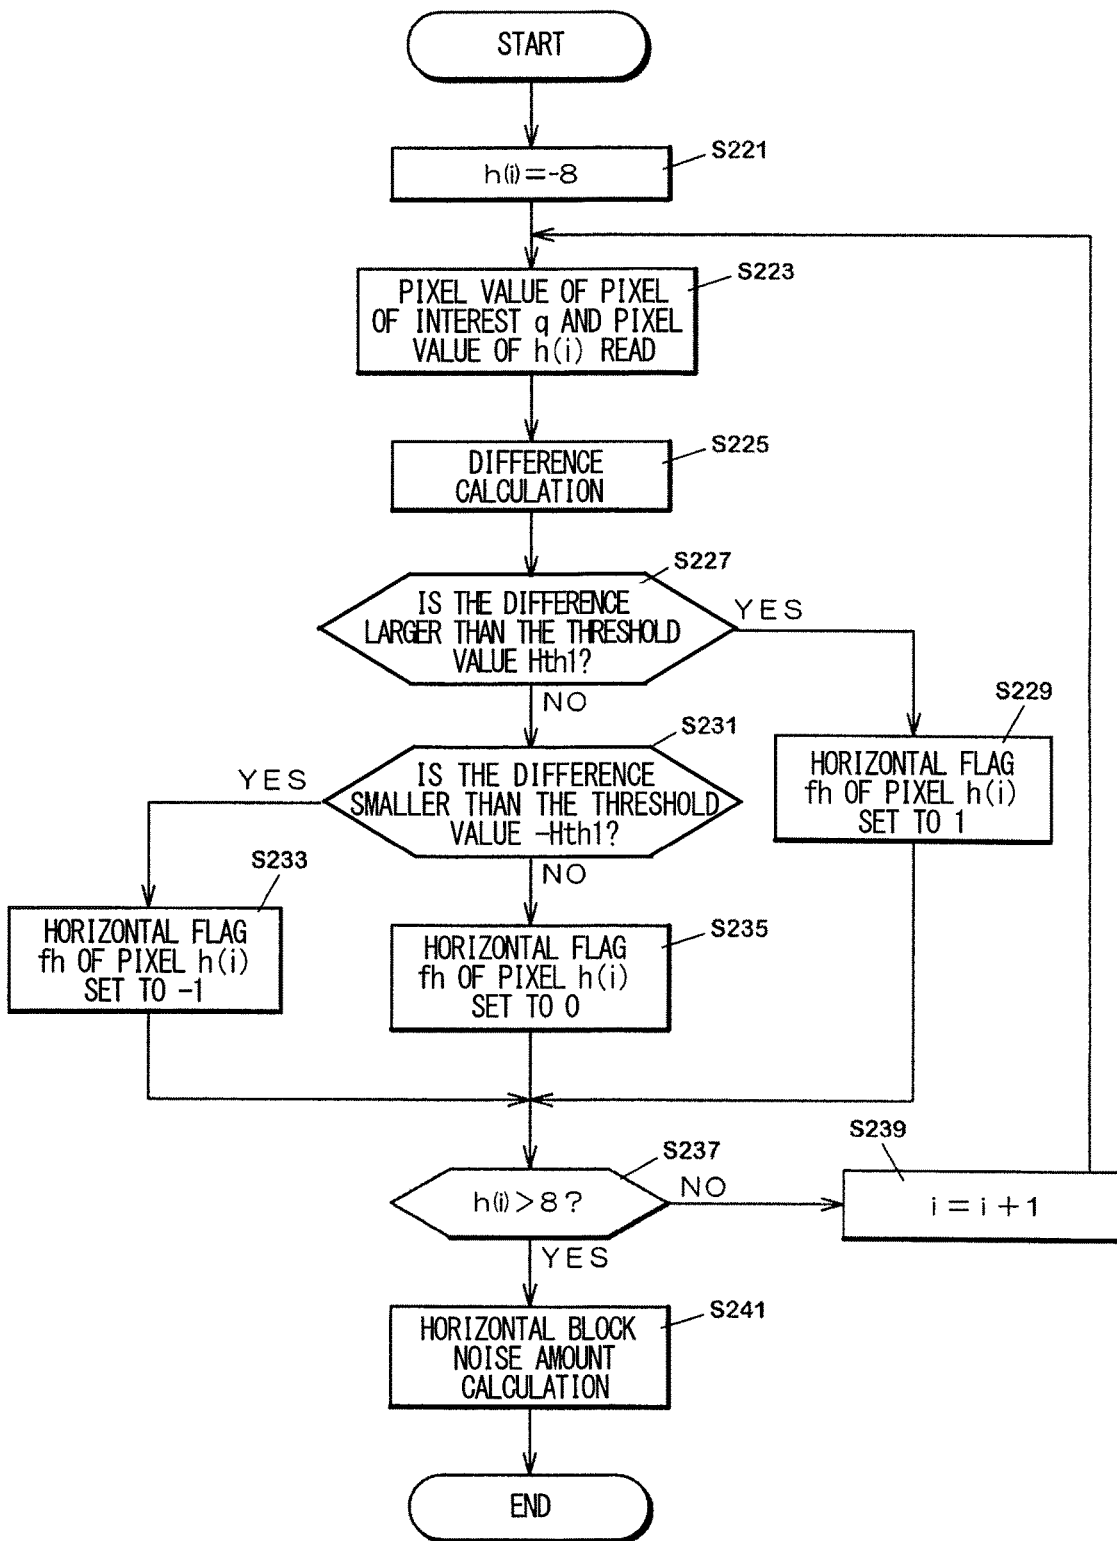 START
S221
h(i)=-8
S223
PIXEL VALUE OF PIXEL
OF INTEREST q AND PIXEL
VALUE OF h(i) READ
S225
DIFFERENCE
CALCULATION
S227
IS THE DIFFERENCE
LARGER THAN THE THRESHOLD
VALUE Hth1?
YES
NO
S229
HORIZONTAL FLAG
fh OF PIXEL h(i)
SET TO 1
S231
IS THE DIFFERENCE
SMALLER THAN THE THRESHOLD
VALUE -Hth1?
YES
NO
S233
HORIZONTAL FLAG
fh OF PIXEL h(i)
SET TO -1
S235
HORIZONTAL FLAG
fh OF PIXEL h(i)
SET TO 0
S237
h(i)>8?
NO
YES
S239
i=i+1
S241
HORIZONTAL BLOCK
NOISE AMOUNT
CALCULATION
END